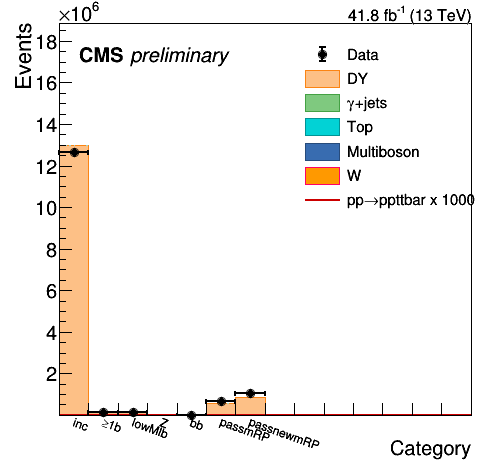 ×10⁶
41.8 fb⁻¹ (13 TeV)
Events
CMS preliminary
Data
DY
γ+jets
Top
Multiboson
W
pp→ppttbar x 1000
18
16
14
12
10
8
6
4
2
inc
≥1b
lowMlb
Z
bb
passmRP
passnewmRP
Category